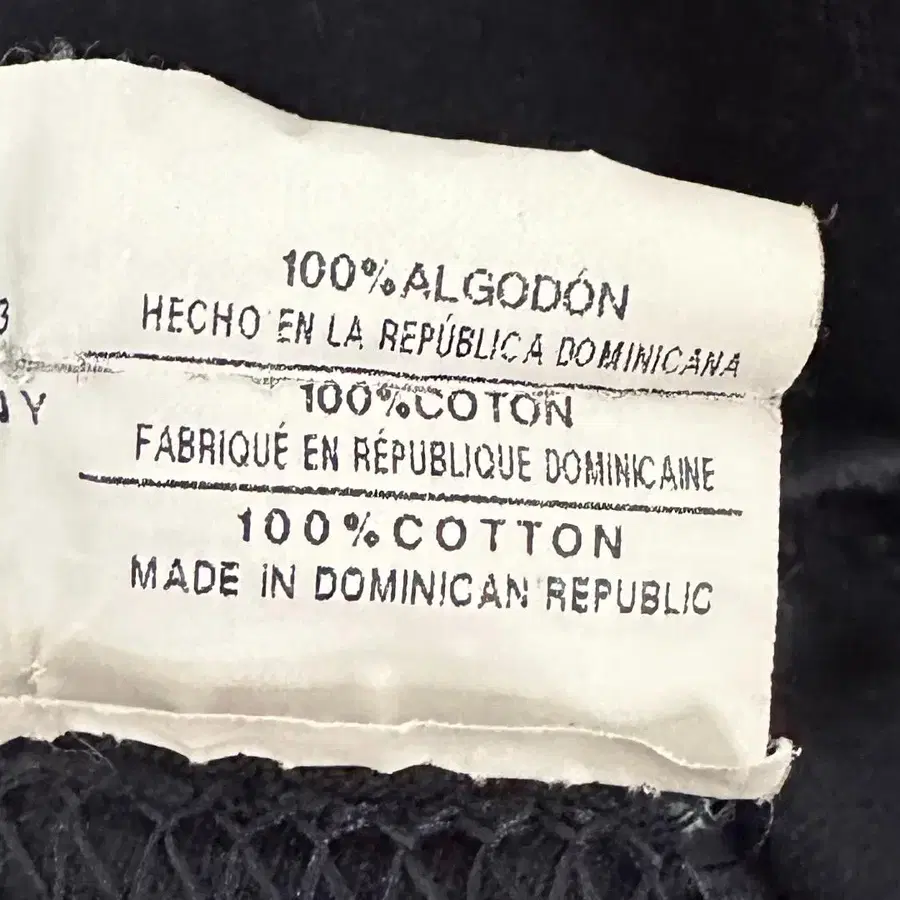 100% ALGODÓN
HECHO EN LA REPÚBLICA DOMINICANA
100% COTON
FABRIQUÉ EN RÉPUBLIQUE DOMINICAINE
100% COTTON
MADE IN DOMINICAN REPUBLIC